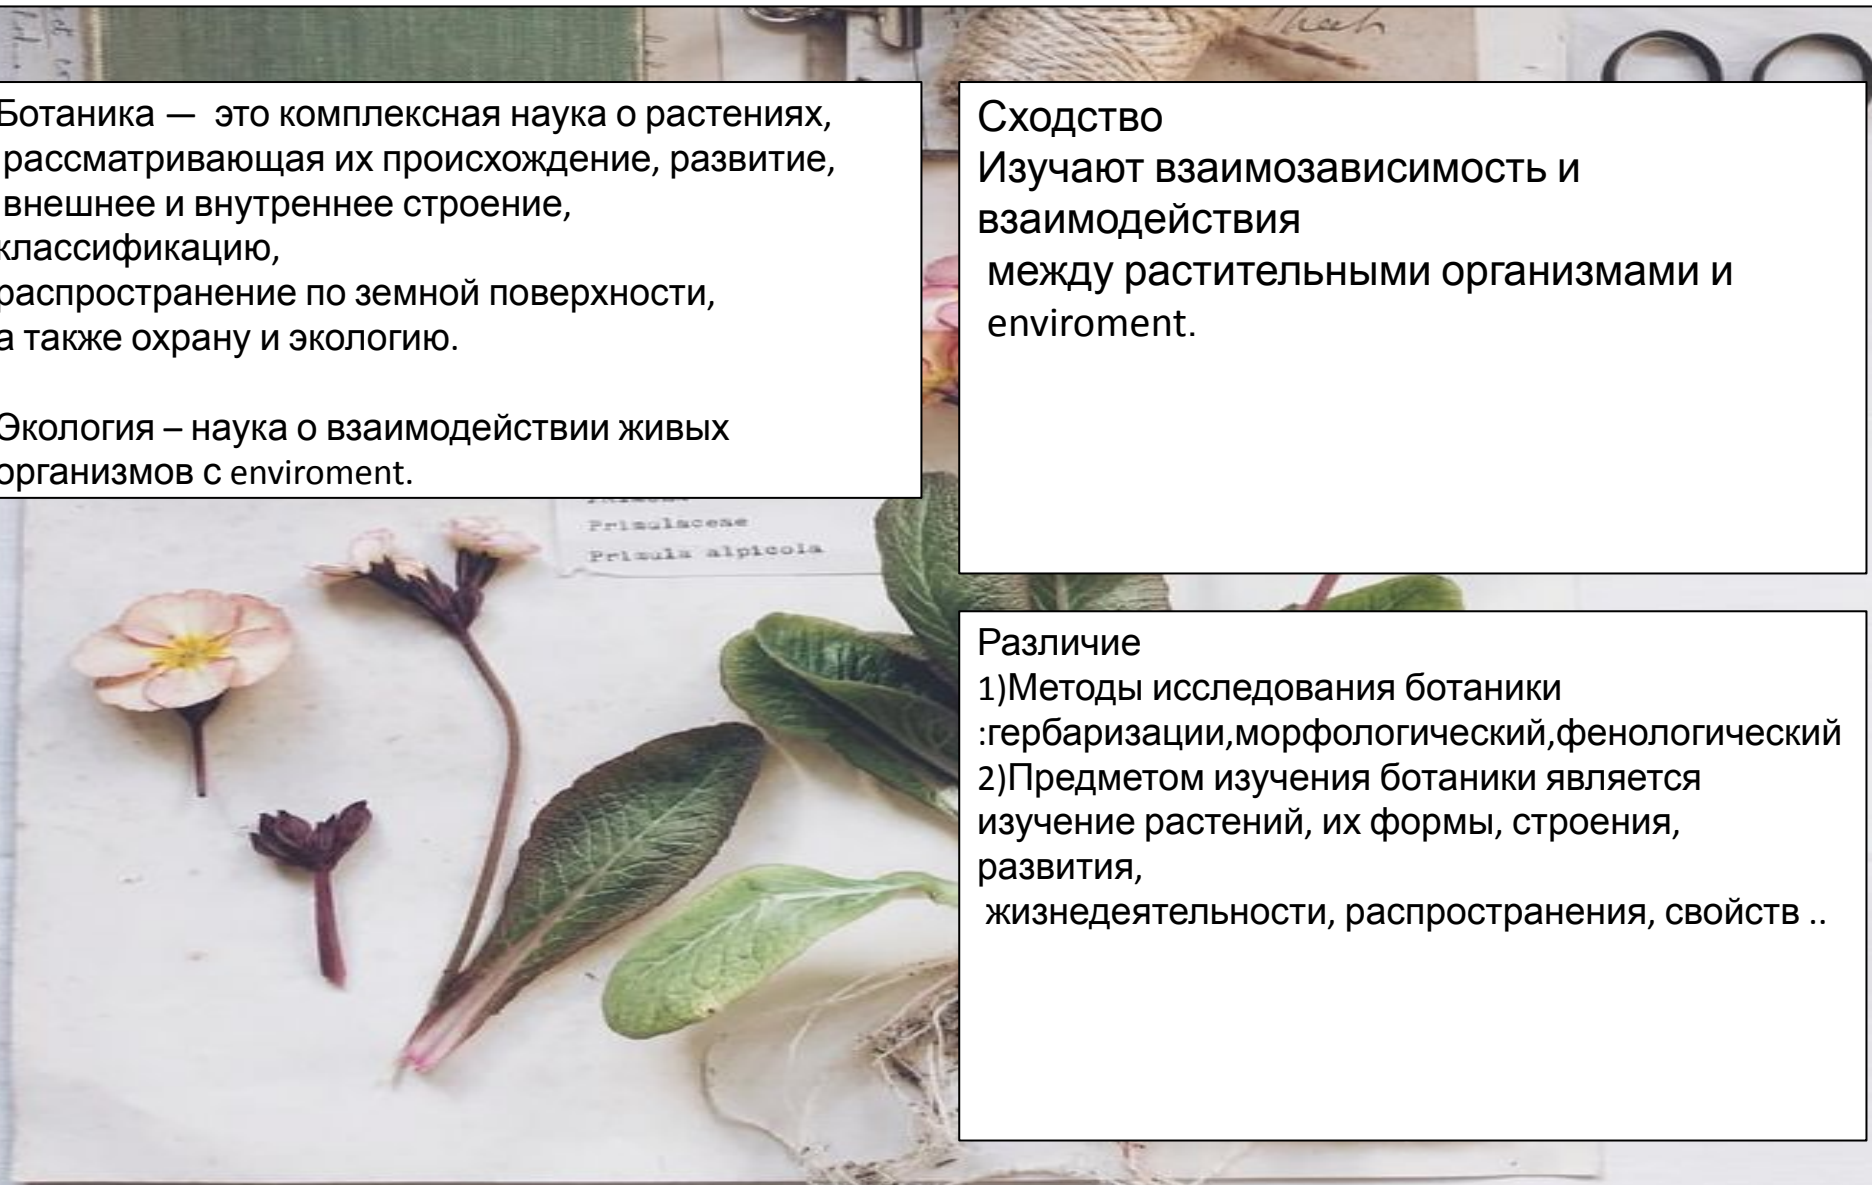 Ботаника — это комплексная наука о растениях,
рассматривающая их происхождение, развитие,
внешнее и внутреннее строение,
классификацию,
распространение по земной поверхности,
а также охрану и экологию.
Экология – наука о взаимодействии живых
организмов с enviroment.
Сходство
Изучают взаимозависимость и
взаимодействия
между растительными организмами и
enviroment.
Различие
1)Методы исследования ботаники
:гербаризации,морфологический,фенологический
2)Предметом изучения ботаники является
изучение растений, их формы, строения,
развития,
жизнедеятельности, распространения, свойств ..
Primulaceae
Primula alpicola